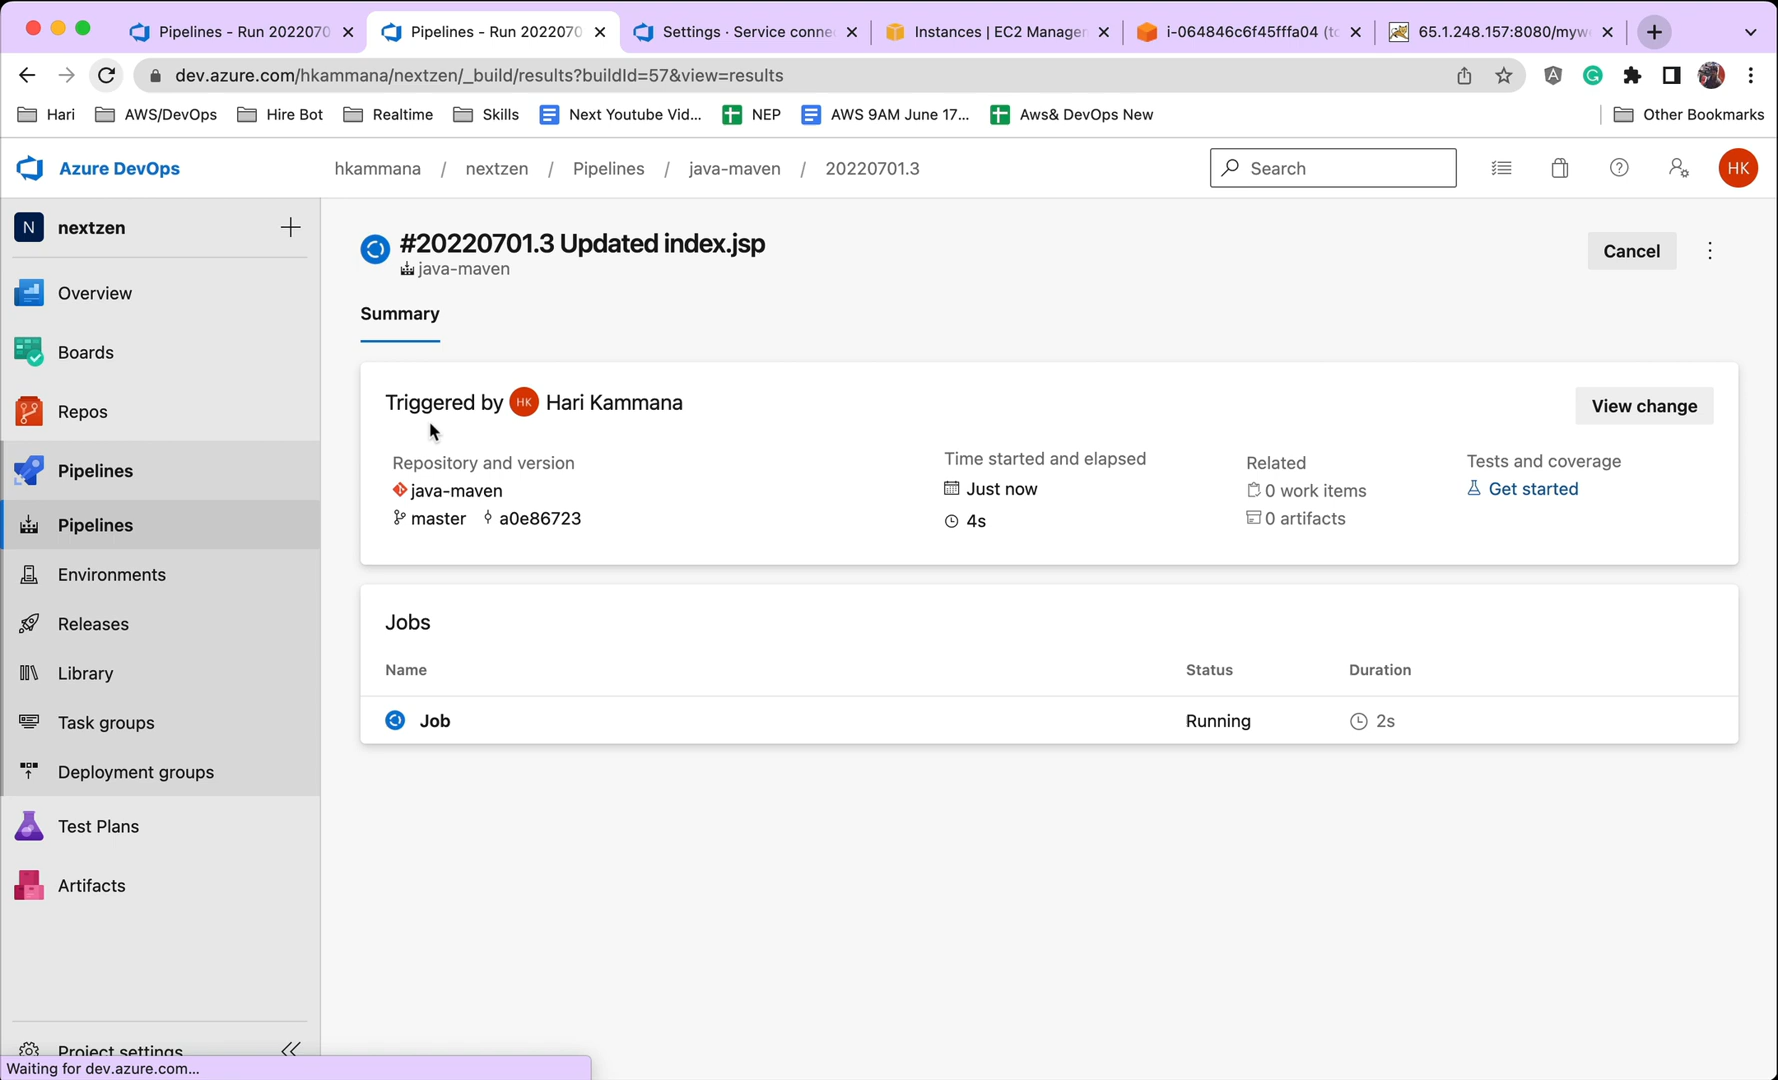 Pipelines - Run 2022070
Pipelines - Run 2022070
Settings · Service conne
Instances | EC2 Manager
i-064846c6f45fffa04 (to
65.1.248.157:8080/myw
dev.azure.com/hkammana/nextzen/_build/results?buildId=57&view=results
Hari
AWS/DevOps
Hire Bot
Realtime
Skills
Next Youtube Vid...
NEP
AWS 9AM June 17...
Aws& DevOps New
Other Bookmarks
Azure DevOps
hkammana / nextzen / Pipelines / java-maven / 20220701.3
Search
HK
N nextzen
Overview
Boards
Repos
Pipelines
Pipelines
Environments
Releases
Library
Task groups
Deployment groups
Test Plans
Artifacts
Project settings
Waiting for dev.azure.com...
#20220701.3 Updated index.jsp
java-maven
Cancel
Summary
Triggered by HK Hari Kammana
View change
Repository and version
java-maven
master a0e86723
Time started and elapsed
Just now
4s
Related
0 work items
0 artifacts
Tests and coverage
Get started
Jobs
Name Status Duration
Job Running 2s